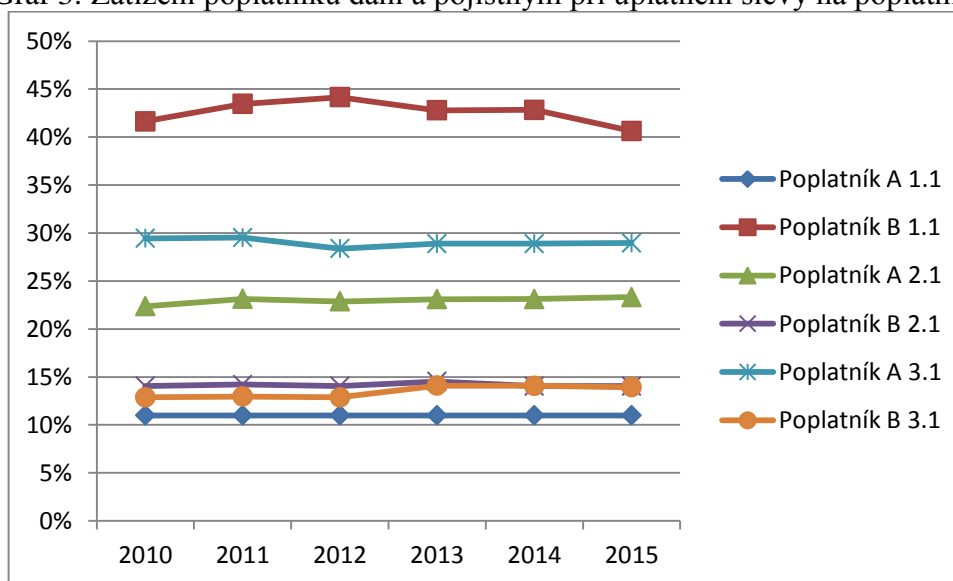 Graf 3: Zatížení poplatníků daní a pojistným při uplatnění slevy na poplatn
50%
45%
40%
35%
30%
25%
20%
15%
10%
5%
0%
2010 2011 2012 2013 2014 2015
Poplatník A 1.1
Poplatník B 1.1
Poplatník A 2.1
Poplatník B 2.1
Poplatník A 3.1
Poplatník B 3.1